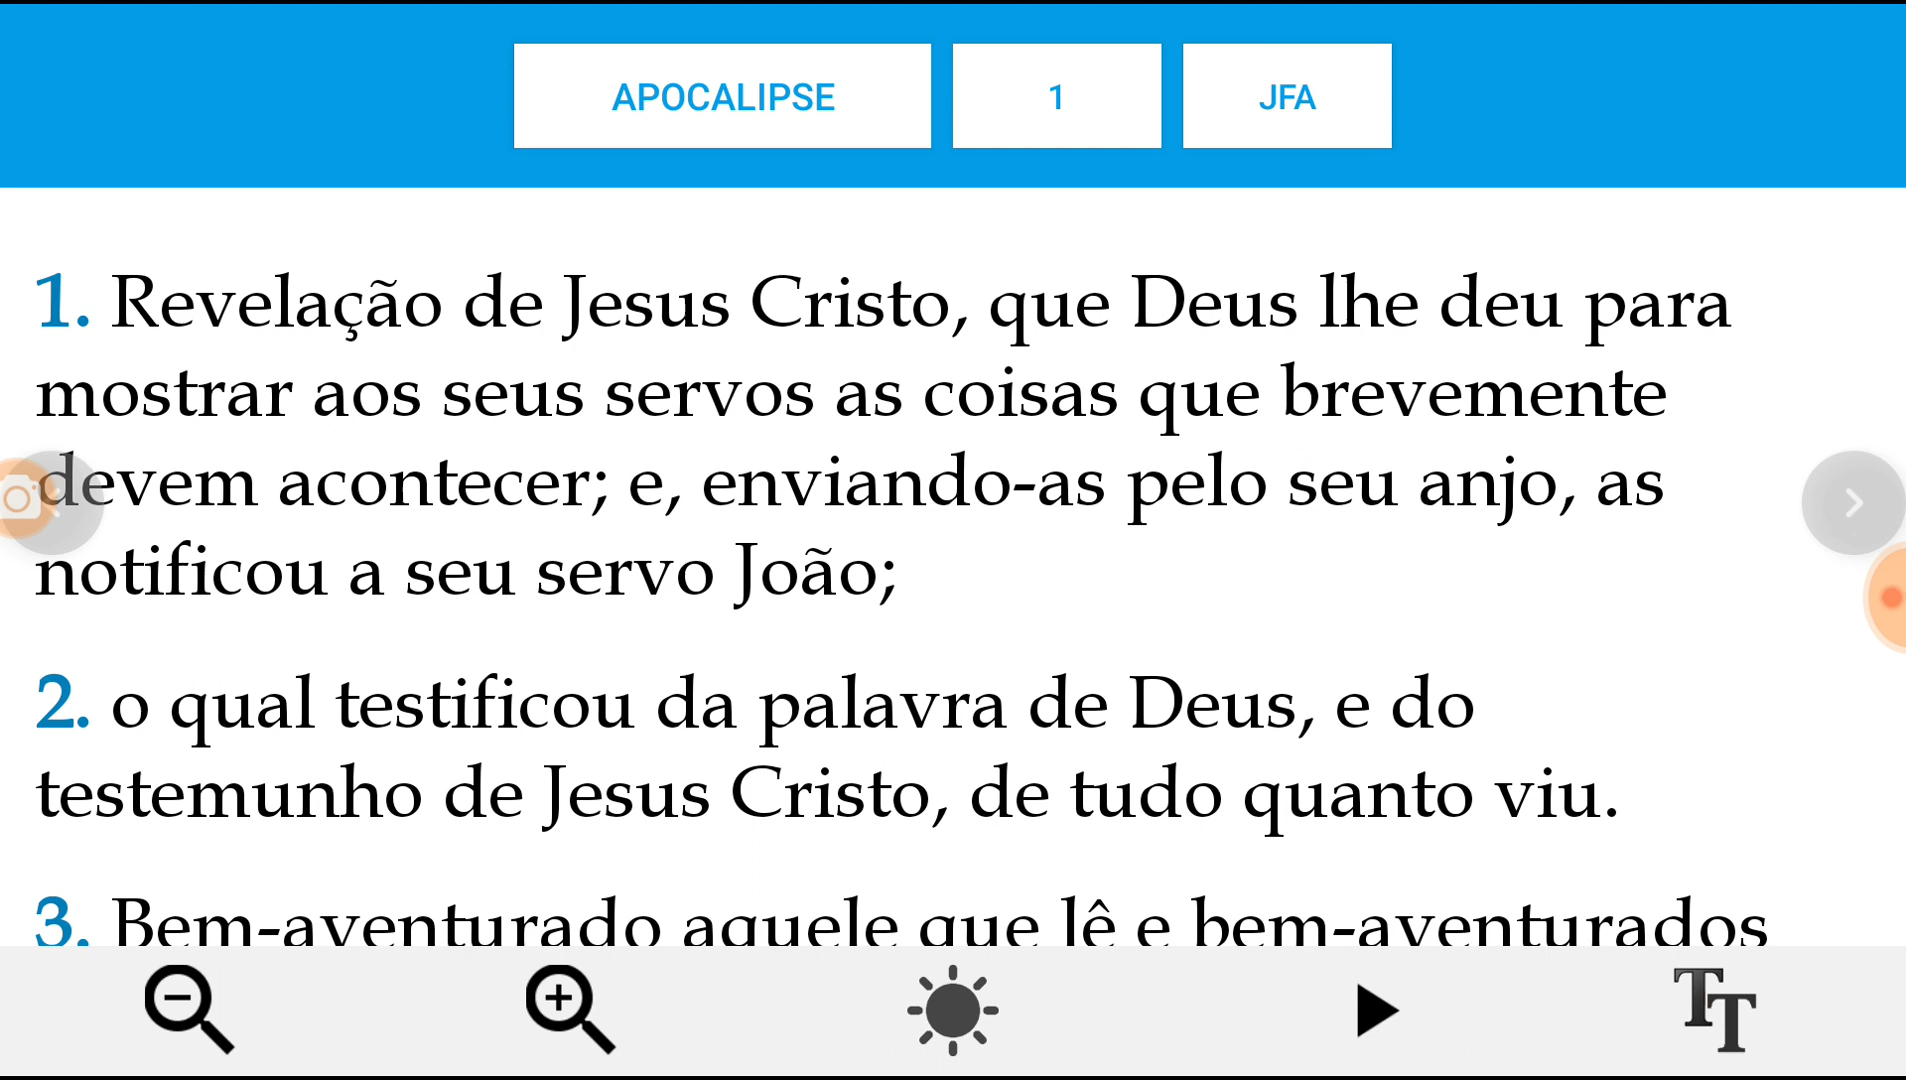 APOCALIPSE 1 JFA
1. Revelação de Jesus Cristo, que Deus lhe deu para
mostrar aos seus servos as coisas que brevemente
devem acontecer; e, enviando-as pelo seu anjo, as
notificou a seu servo João;
2. o qual testificou da palavra de Deus, e do
testemunho de Jesus Cristo, de tudo quanto viu.
3. Bem-aventurado aquele que lê e bem-aventurados
TT